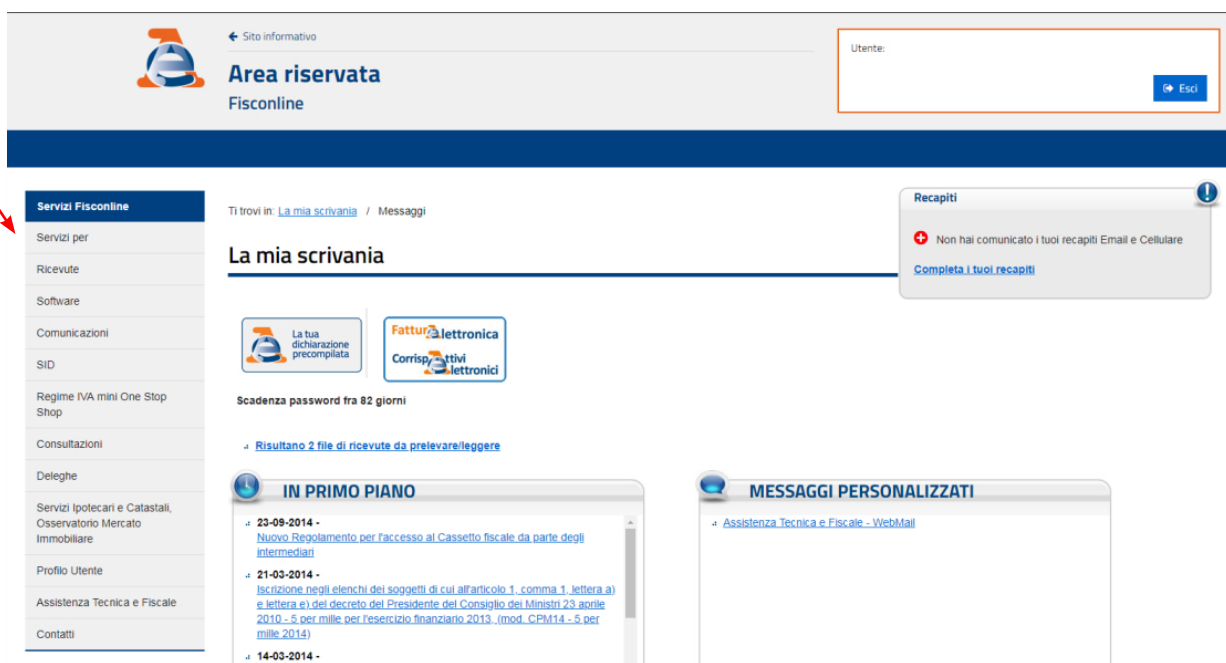 Sito informativo
Area riservata
Fisconline
Utente:
Esci
Servizi Fisconline
Servizi per
Ricevute
Software
Comunicazioni
SID
Regime IVA mini One Stop
Shop
Consultazioni
Deleghe
Servizi Ipotecari e Catastali,
Osservatorio Mercato
Immobiliare
Profilo Utente
Assistenza Tecnica e Fiscale
Contatti
Ti trovi in: La mia scrivania / Messaggi
La mia scrivania
Recapiti
Non hai comunicato i tuoi recapiti Email e Cellulare
Completa i tuoi recapiti
La tua
dichiarazione
precompilata
Fatturaelettronica
Corrispettivi
elettronici
Scadenza password fra 82 giorni
Risultano 2 file di ricevute da prelevare/leggere
IN PRIMO PIANO
23-09-2014 -
Nuovo Regolamento per l'accesso al Cassetto fiscale da parte degli
intermediari
21-03-2014 -
Iscrizione negli elenchi dei soggetti di cui all'articolo 1, comma 1, lettera a)
e lettera e) del decreto del Presidente del Consiglio dei Ministri 23 aprile
2010 - 5 per mille per l'esercizio finanziario 2013, (mod. CPM14 - 5 per
mille 2014)
14-03-2014 -
MESSAGGI PERSONALIZZATI
Assistenza Tecnica e Fiscale - WebMail